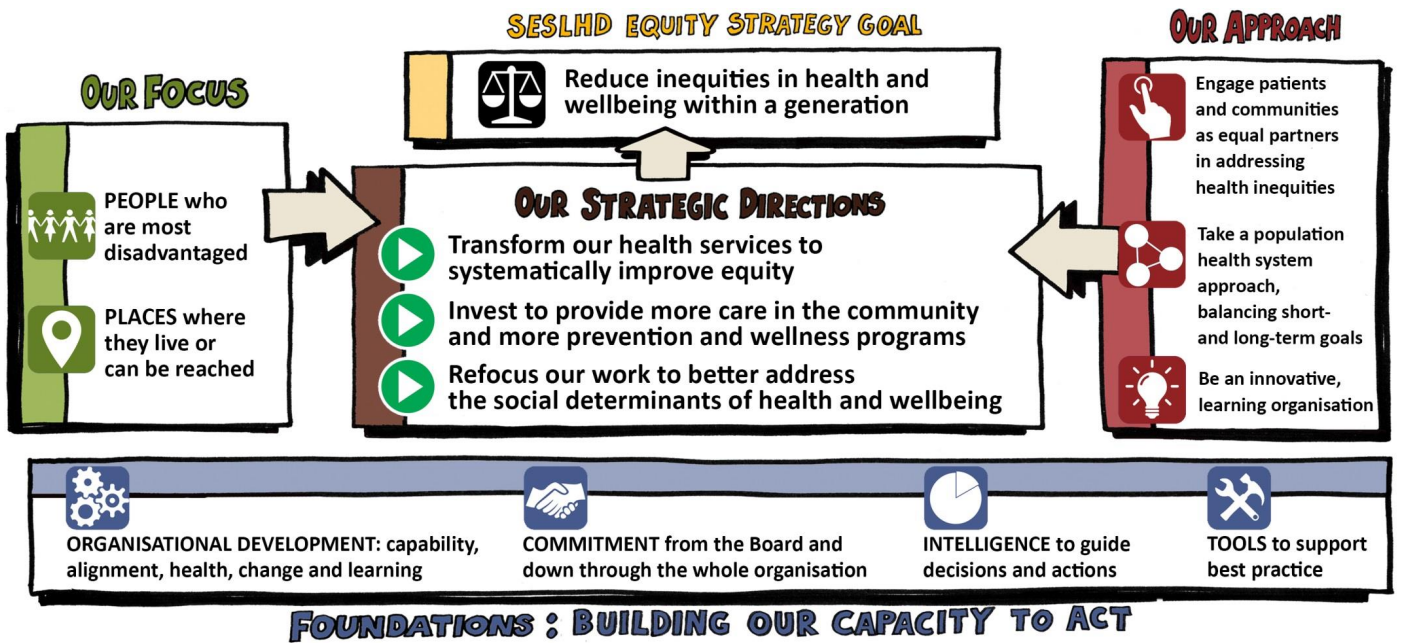 SESLHD EQUITY STRATEGY GOAL
Reduce inequities in health and
wellbeing within a generation
OUR FOCUS
PEOPLE who
are most
disadvantaged
PLACES where
they live or
can be reached
OUR STRATEGIC DIRECTIONS
Transform our health services to
systematically improve equity
Invest to provide more care in the community
and more prevention and wellness programs
Refocus our work to better address
the social determinants of health and wellbeing
OUR APPROACH
Engage patients
and communities
as equal partners
in addressing
health inequities
Take a population
health system
approach,
balancing short-
and long-term goals
Be an innovative,
learning organisation
ORGANISATIONAL DEVELOPMENT: capability,
alignment, health, change and learning
COMMITMENT from the Board and
down through the whole organisation
INTELLIGENCE to guide
decisions and actions
TOOLS to support
best practice
FOUNDATIONS : BUILDING OUR CAPACITY TO ACT